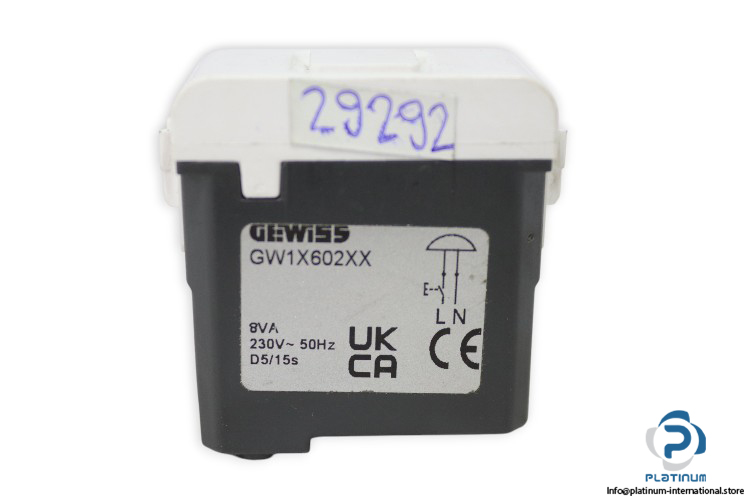 29292
GEWISS
GW1X602XX
E
L N
8VA
230V~ 50Hz
D5/15s
UK
CA
CE
PLATINUM
Info@platinum-international.store